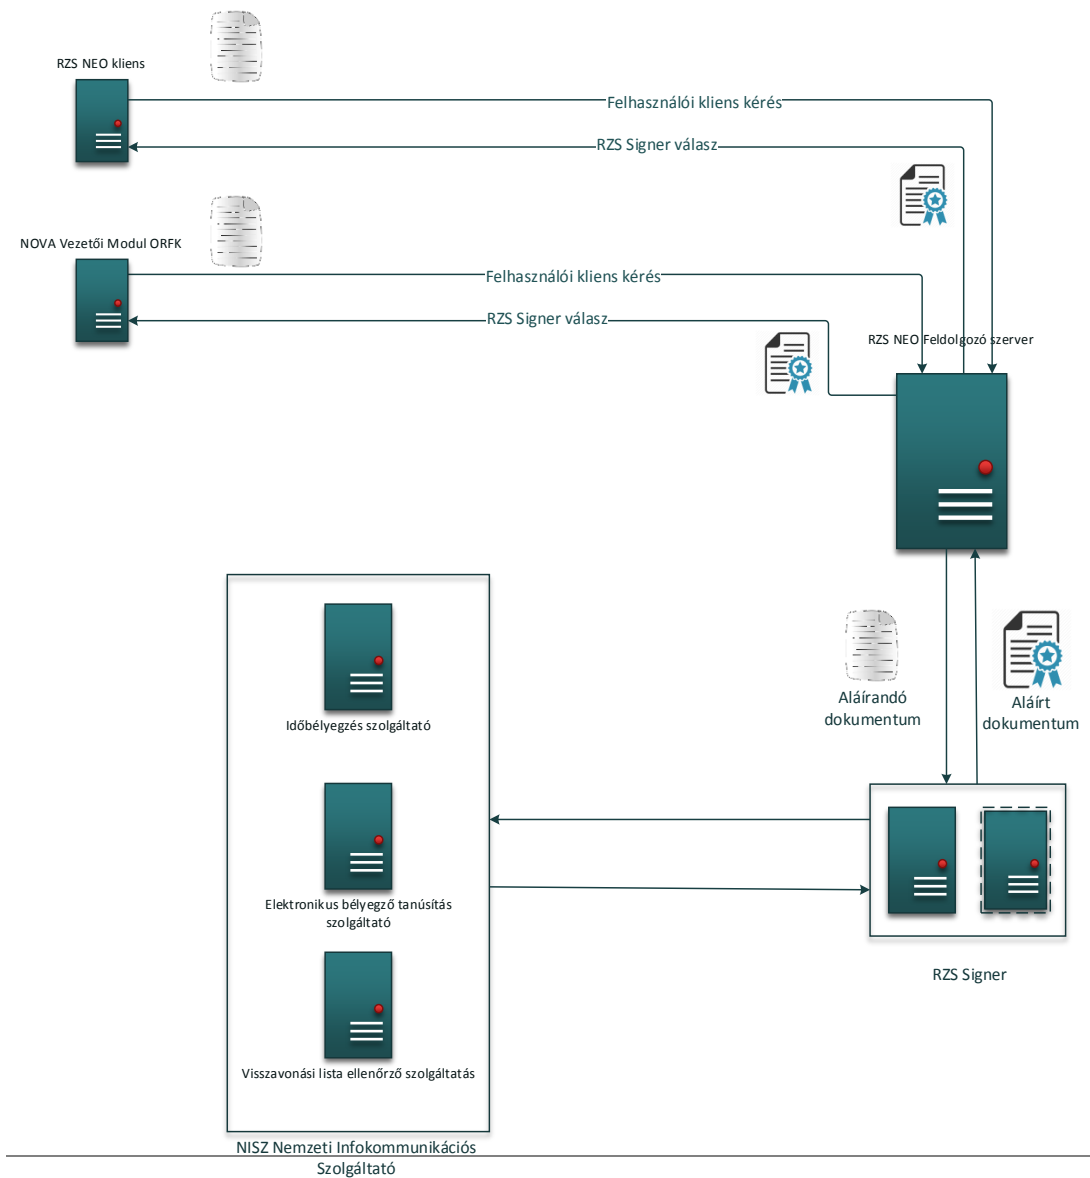 RZS NEO kliens
Felhasználói kliens kérés
RZS Signer válasz
NOVA Vezetői Modul ORFK
Felhasználói kliens kérés
RZS Signer válasz
RZS NEO Feldolgozó szerver
Aláírandó
dokumentum
Aláírt
dokumentum
Időbélyegzés szolgáltató
Elektronikus bélyegző tanúsítás
szolgáltató
RZS Signer
Visszavonási lista ellenőrző szolgáltatás
NISZ Nemzeti Infokommunikációs
Szolgáltató